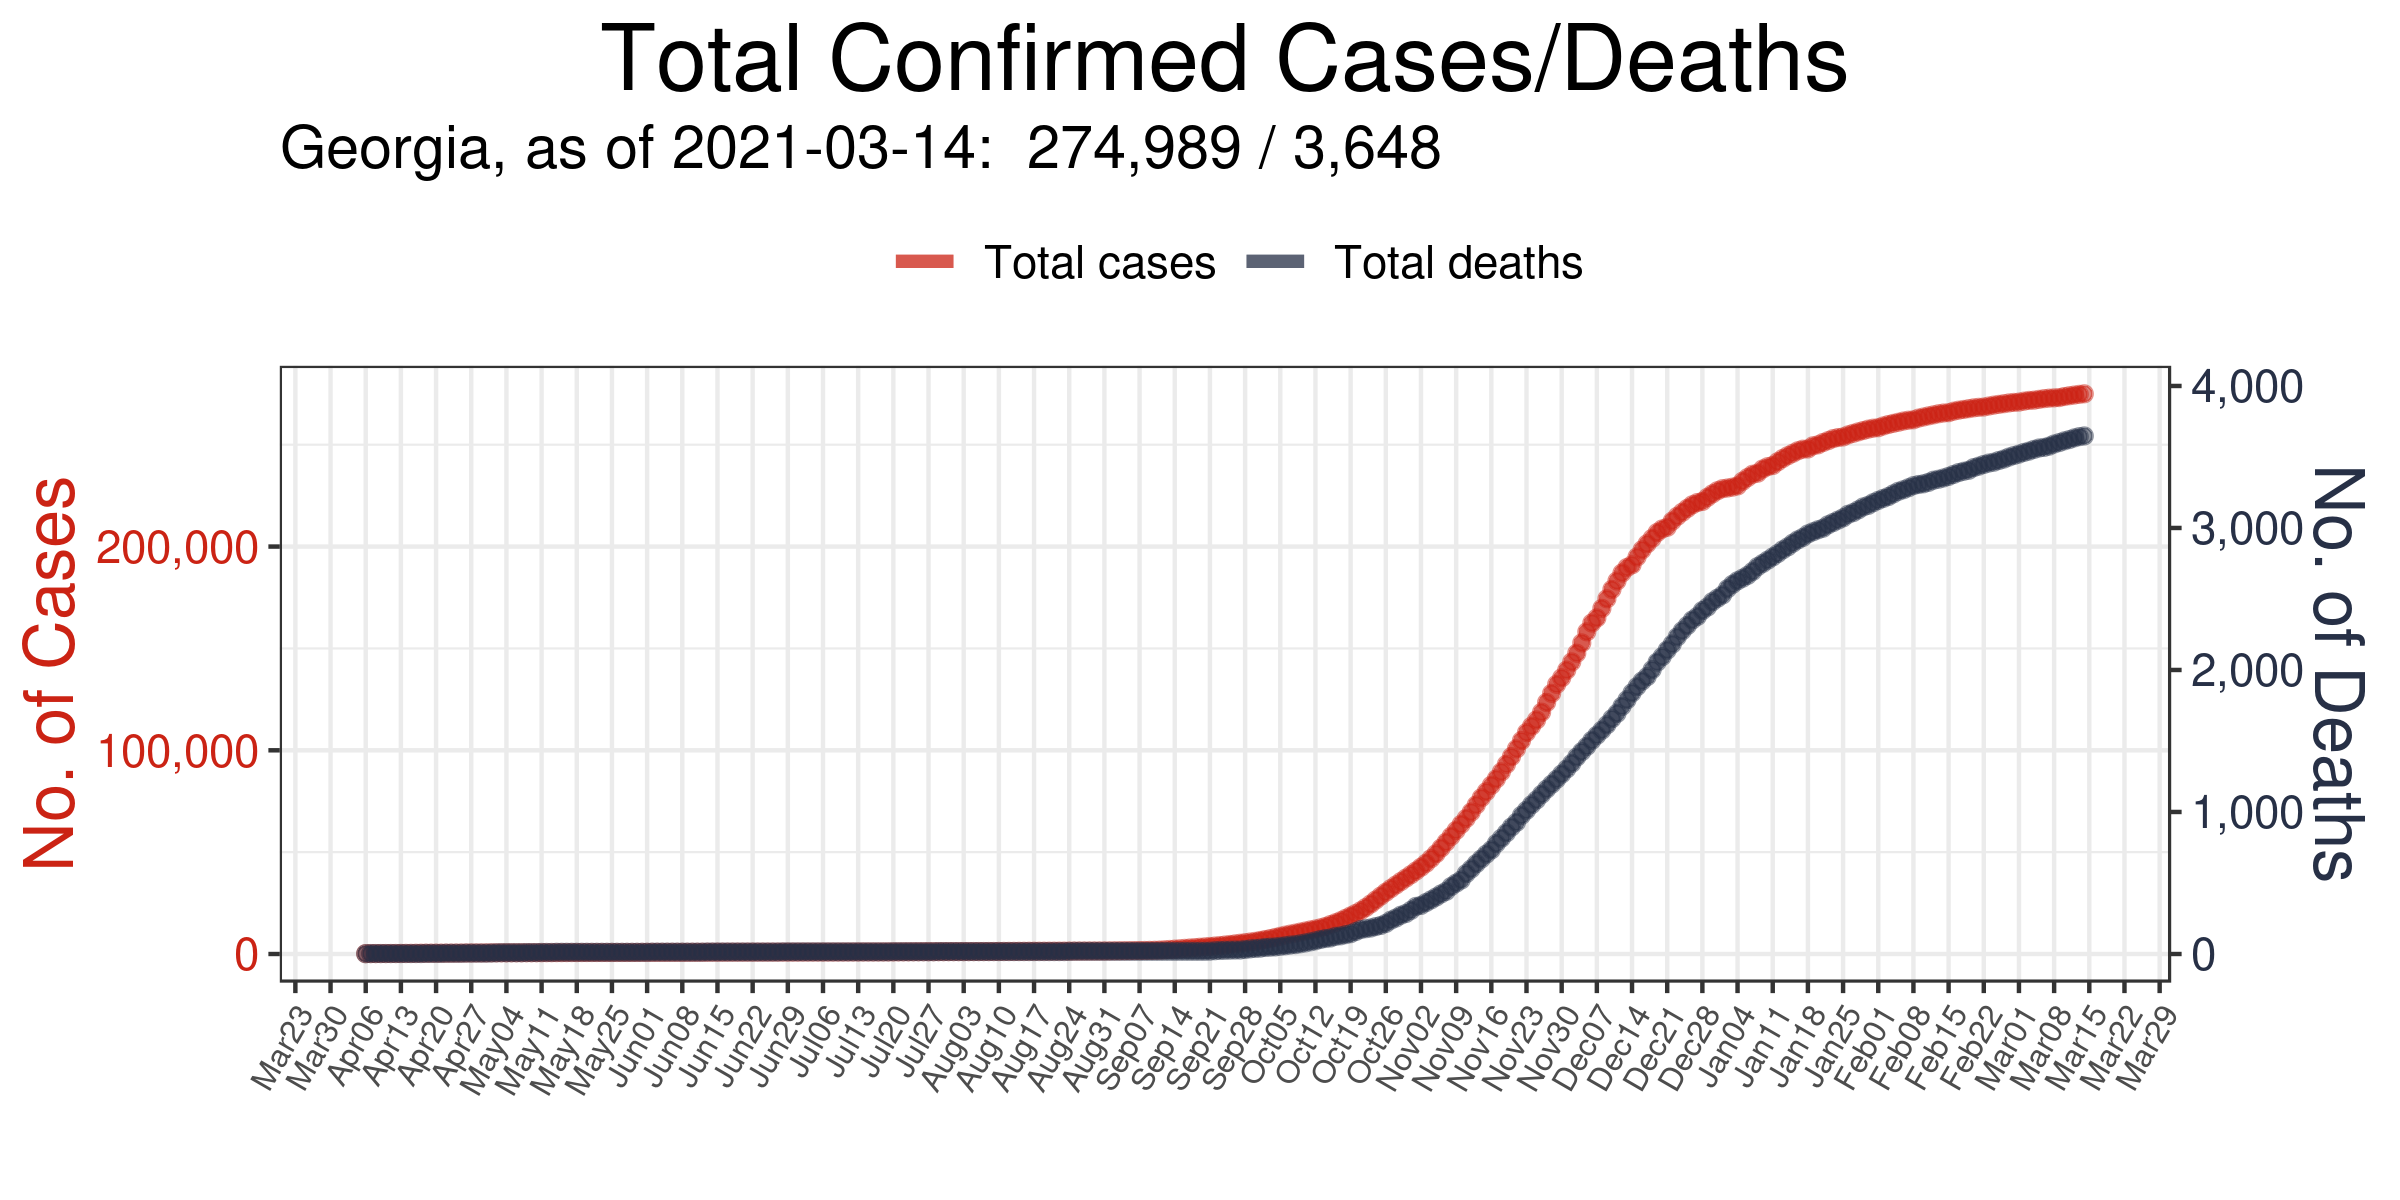 Total Confirmed Cases/Deaths
Georgia, as of 2021-03-14:  274,989 / 3,648
Total cases
Total deaths
No. of Cases
200,000
100,000
0
4,000
3,000
2,000
1,000
0
No. of Deaths
Mar23
Mar30
Apr06
Apr13
Apr20
Apr27
May04
May11
May18
May25
Jun01
Jun08
Jun15
Jun22
Jun29
Jul06
Jul13
Jul20
Jul27
Aug03
Aug10
Aug17
Aug24
Aug31
Sep07
Sep14
Sep21
Sep28
Oct05
Oct12
Oct19
Oct26
Nov02
Nov09
Nov16
Nov23
Nov30
Dec07
Dec14
Dec21
Dec28
Jan04
Jan11
Jan18
Jan25
Feb01
Feb08
Feb15
Feb22
Mar01
Mar08
Mar15
Mar22
Mar29